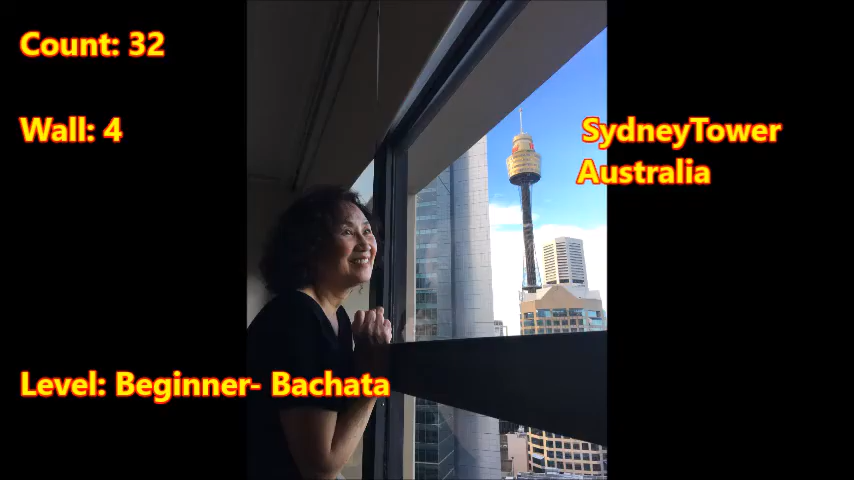 Count: 32
Wall: 4
SydneyTower
Australia
Level: Beginner- Bachata